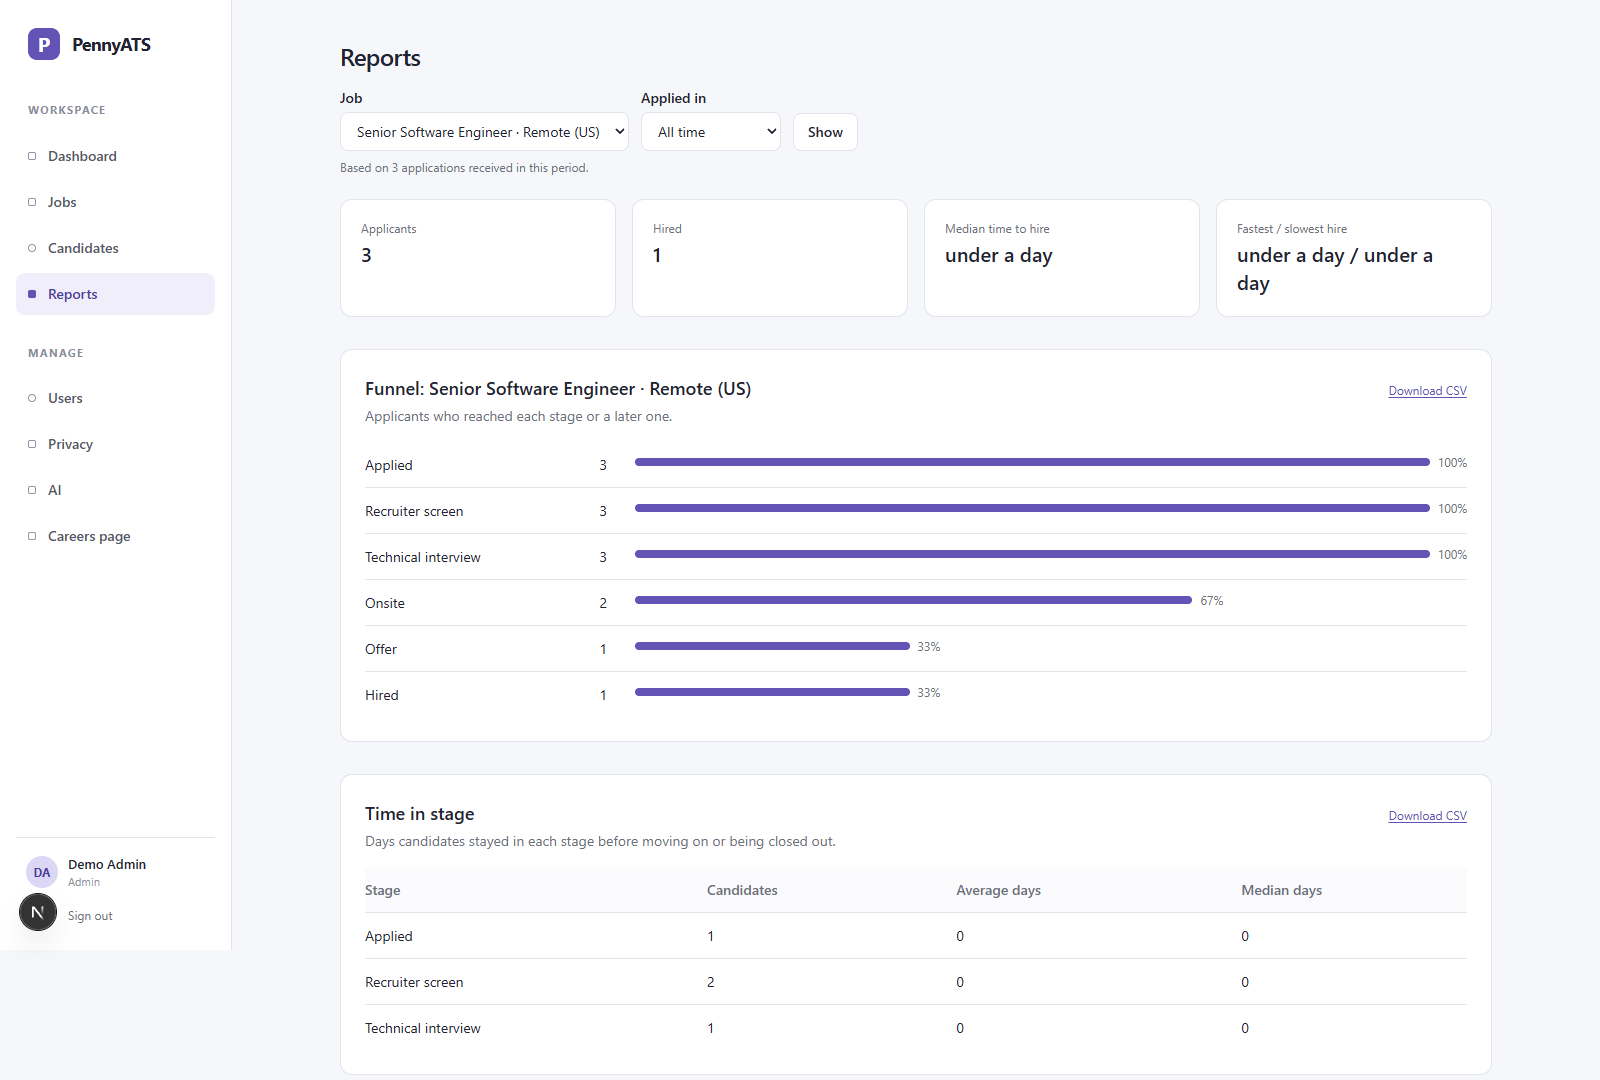 P PennyATS
WORKSPACE
Dashboard
Jobs
Candidates
Reports
MANAGE
Users
Privacy
AI
Careers page
DA Demo Admin
Admin
N Sign out
Reports
Job Applied in
Senior Software Engineer · Remote (US) All time Show
Based on 3 applications received in this period.
Applicants
3
Hired
1
Median time to hire
under a day
Fastest / slowest hire
under a day / under a
day
Funnel: Senior Software Engineer · Remote (US) Download CSV
Applicants who reached each stage or a later one.
Applied 3 100%
Recruiter screen 3 100%
Technical interview 3 100%
Onsite 2 67%
Offer 1 33%
Hired 1 33%
Time in stage Download CSV
Days candidates stayed in each stage before moving on or being closed out.
Stage Candidates Average days Median days
Applied 1 0 0
Recruiter screen 2 0 0
Technical interview 1 0 0